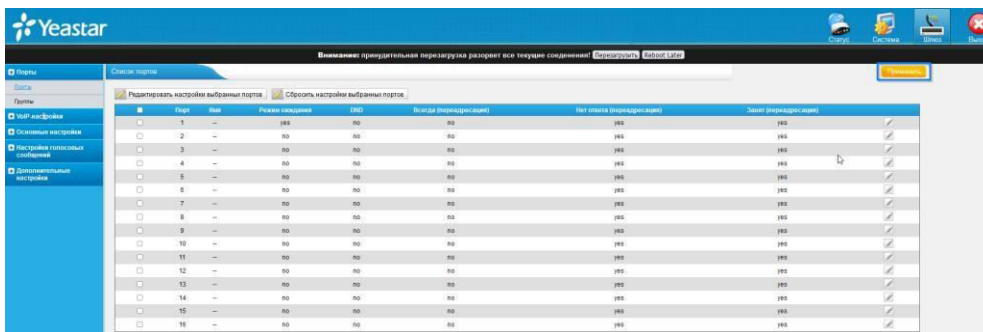 Yeastar
Статус Система Шлюз
Внимание: принудительная перезагрузка разорвет все текущие соединения! Перезагрузить Reboot Later
Порты
Порты
Группы
VoIP-настройки
Основные настройки
Настройки голосовых сообщений
Дополнительные настройки
Список портов Применить
Редактировать настройки выбранных портов Сбросить настройки выбранных портов
Порт Имя Режим ожидания DND Всегда (переадресация) Нет ответа (переадресация) Занят (переадресация)
1 -- yes no no yes yes
2 -- no no no yes yes
3 -- no no no yes yes
4 -- no no no yes yes
5 -- no no no yes yes
6 -- no no no yes yes
7 -- no no no yes yes
8 -- no no no yes yes
9 -- no no no yes yes
10 -- no no no yes yes
11 -- no no no yes yes
12 -- no no no yes yes
13 -- no no no yes yes
14 -- no no no yes yes
15 -- no no no yes yes
16 -- no no no yes yes